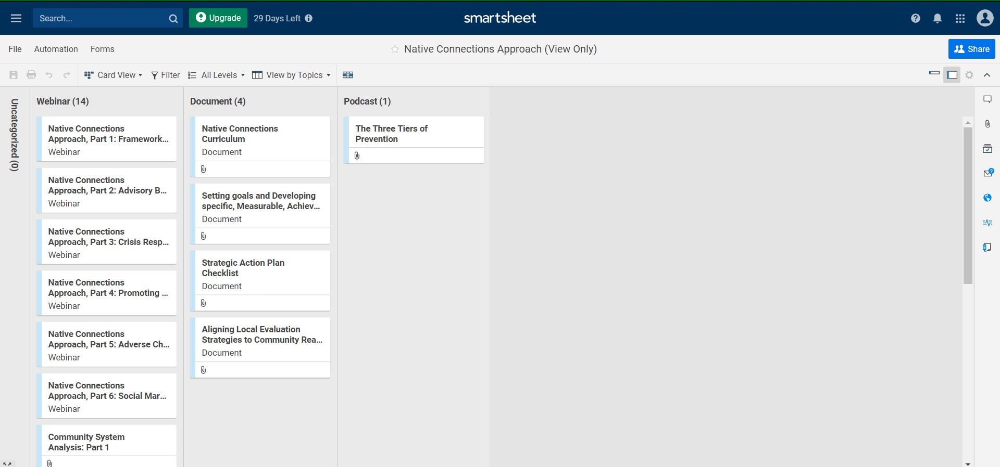 Search...
Upgrade
29 Days Left
smartsheet
File
Automation
Forms
Native Connections Approach (View Only)
Share
Card View
Filter
All Levels
View by Topics
Uncategorized (0)
Webinar (14)
Native Connections
Approach, Part 1: Framework...
Webinar
Native Connections
Approach, Part 2: Advisory B...
Webinar
Native Connections
Approach, Part 3: Crisis Resp...
Webinar
Native Connections
Approach, Part 4: Promoting ...
Webinar
Native Connections
Approach, Part 5: Adverse Ch...
Webinar
Native Connections
Approach, Part 6: Social Mar...
Webinar
Community System
Analysis: Part 1
Document (4)
Native Connections
Curriculum
Document
Setting goals and Developing
specific, Measurable, Achiev...
Document
Strategic Action Plan
Checklist
Document
Aligning Local Evaluation
Strategies to Community Rea...
Document
Podcast (1)
The Three Tiers of
Prevention